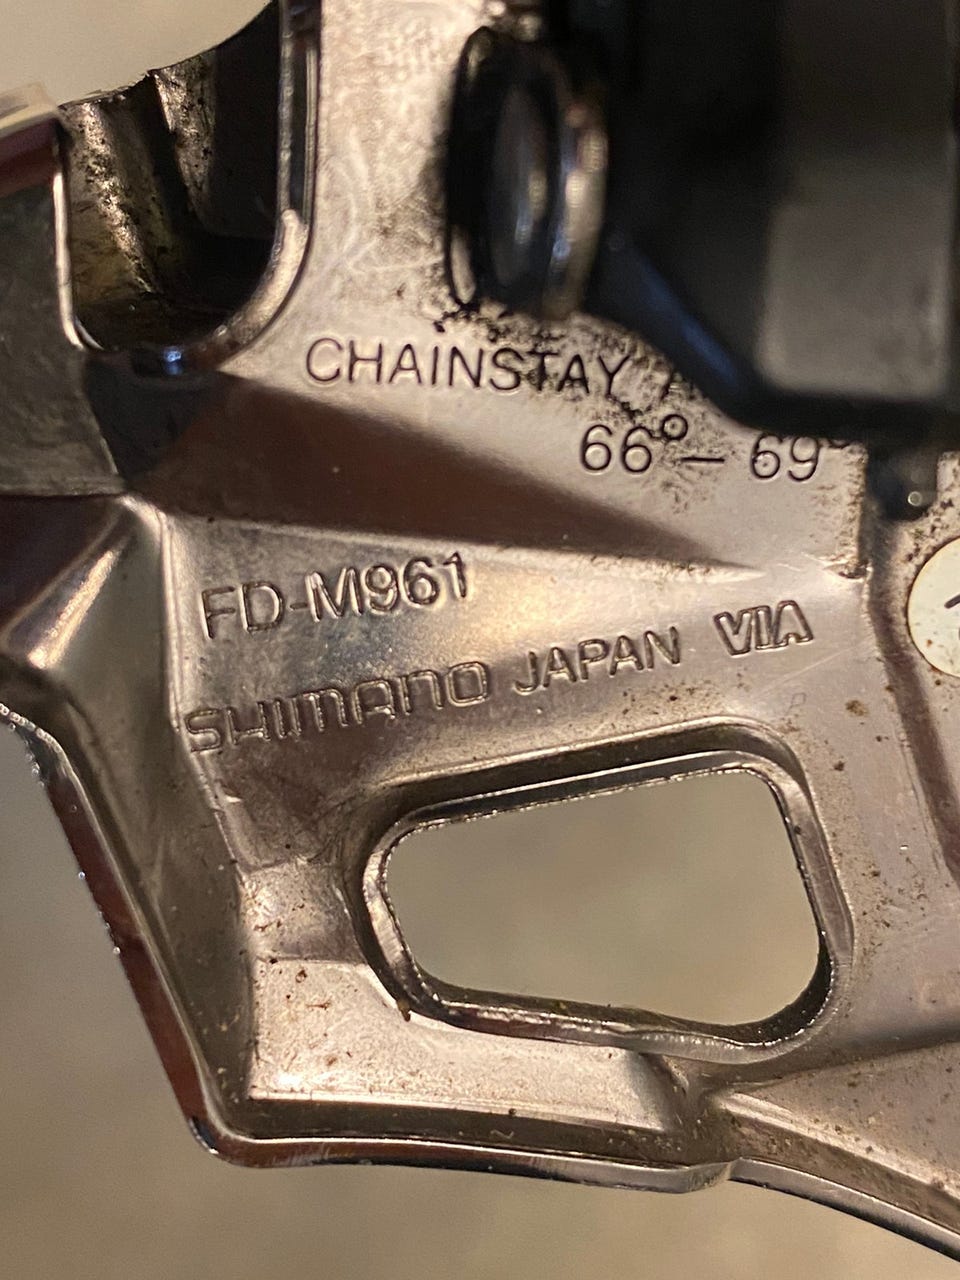 CHAINSTAY
66°–69°
FD-M961
SHIMANO JAPAN VIA